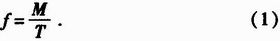 f = M/T . (1)